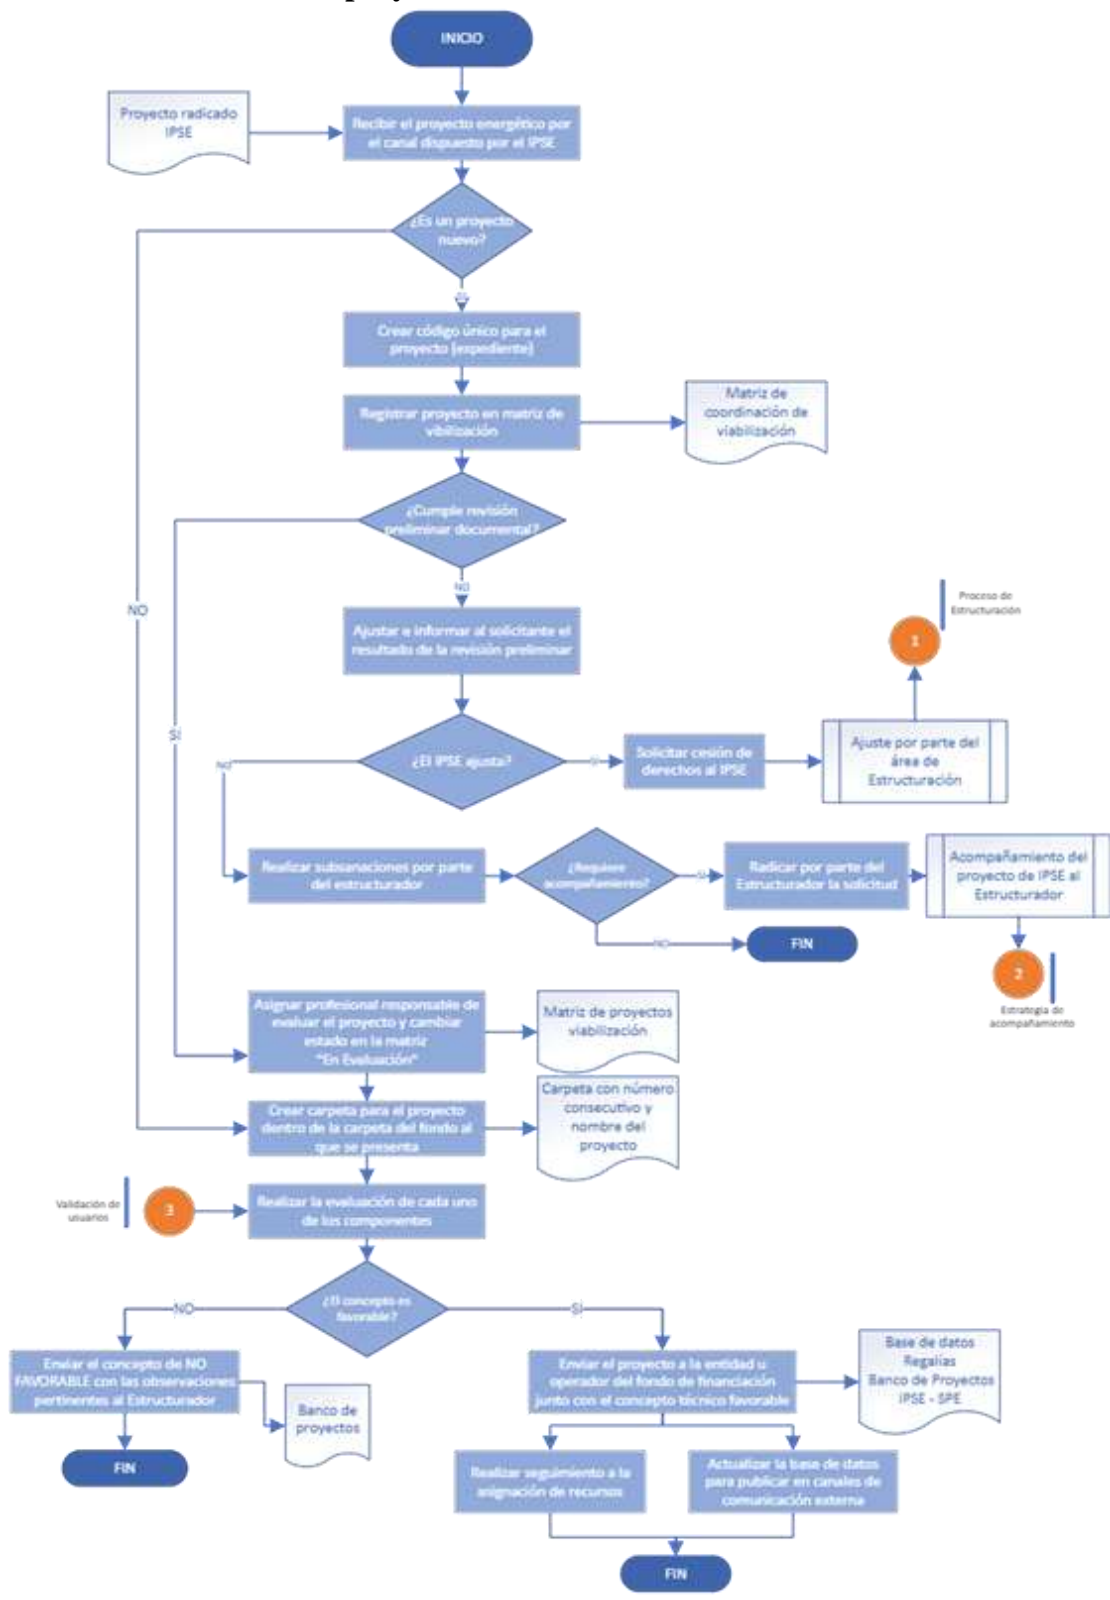 INICIO
Proyecto radicado
IPSE
Recibir el proyecto energético por
el canal dispuesto por el IPSE
¿Es un proyecto
nuevo?
SI
Crear código único para el
proyecto (expediente)
Registrar proyecto en matriz de
vibilización
Matriz de
coordinación de
viabilización
¿Cumple revisión
preliminar documental?
NO
NO
Ajustar e informar al solicitante el
resultado de la revisión preliminar
Proceso de
Estructuración
1
SI
¿El IPSE ajusta?
NO
SI
Solicitar cesión de
derechos al IPSE
Ajuste por parte del
área de
Estructuración
Realizar subsanaciones por parte
del estructurador
¿Requiere
acompañamiento?
SI
Radicar por parte del
Estructurador la solicitud
Acompañamiento del
proyecto de IPSE al
Estructurador
NO
FIN
2
Estrategia de
acompañamiento
Asignar profesional responsable de
evaluar el proyecto y cambiar
estado en la matriz
"En Evaluación"
Matriz de proyectos
viabilización
Crear carpeta para el proyecto
dentro de la carpeta del fondo al
que se presenta
Carpeta con número
consecutivo y
nombre del
proyecto
Validación de
usuarios
3
Realizar la evaluación de cada uno
de los componentes
¿El concepto es
favorable?
NO
SI
Enviar el concepto de NO
FAVORABLE con las observaciones
pertinentes al Estructurador
Banco de
proyectos
FIN
Enviar el proyecto a la entidad u
operador del fondo de financiación
junto con el concepto técnico favorable
Base de datos
Regalías
Banco de Proyectos
IPSE - SPE
Realizar seguimiento a la
asignación de recursos
Actualizar la base de datos
para publicar en canales de
comunicación externa
FIN